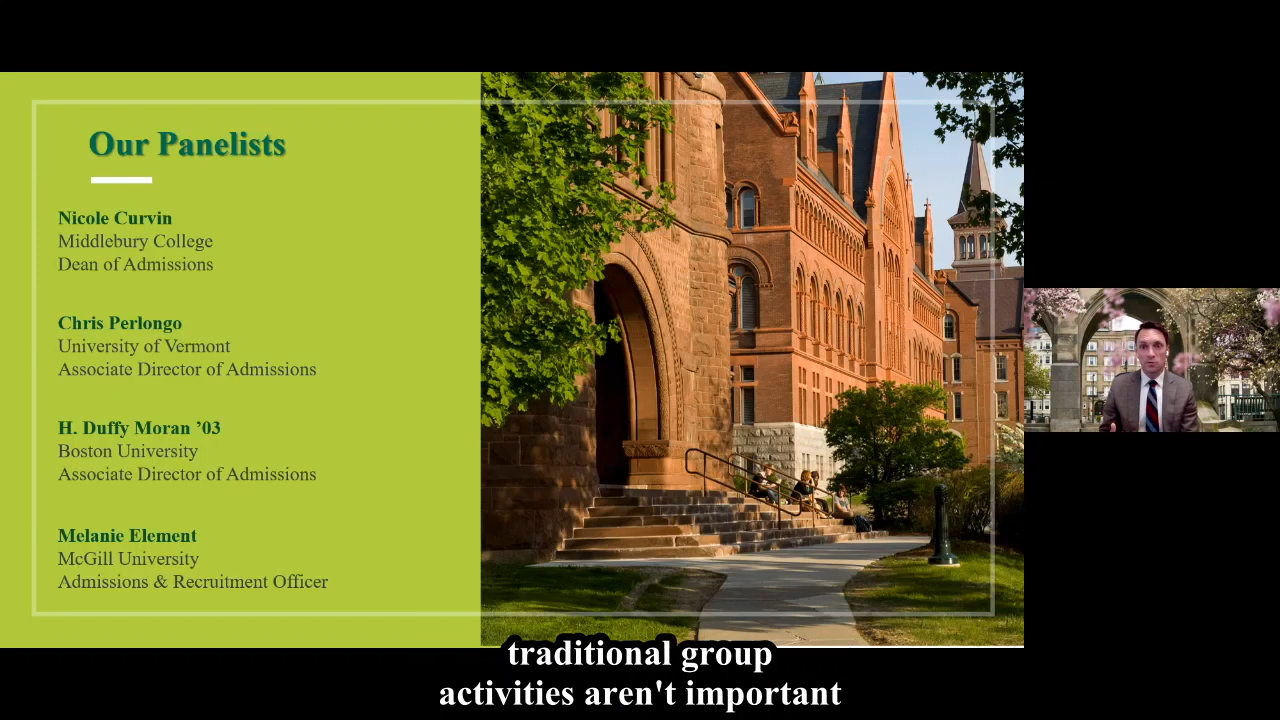 Our Panelists
Nicole Curvin
Middlebury College
Dean of Admissions
Chris Perlongo
University of Vermont
Associate Director of Admissions
H. Duffy Moran ’03
Boston University
Associate Director of Admissions
Melanie Element
McGill University
Admissions & Recruitment Officer
traditional group
activities aren't important